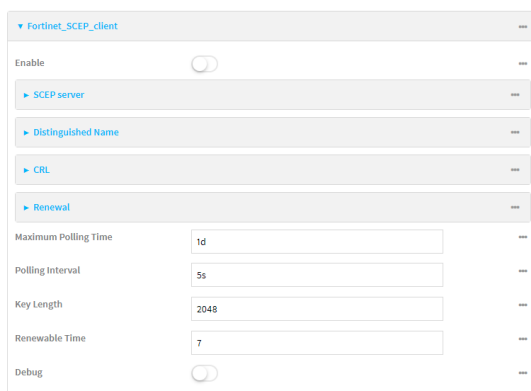 Fortinet_SCEP_client
Enable
SCEP server
Distinguished Name
CRL
Renewal
Maximum Polling Time 1d
Polling Interval 5s
Key Length 2048
Renewable Time 7
Debug